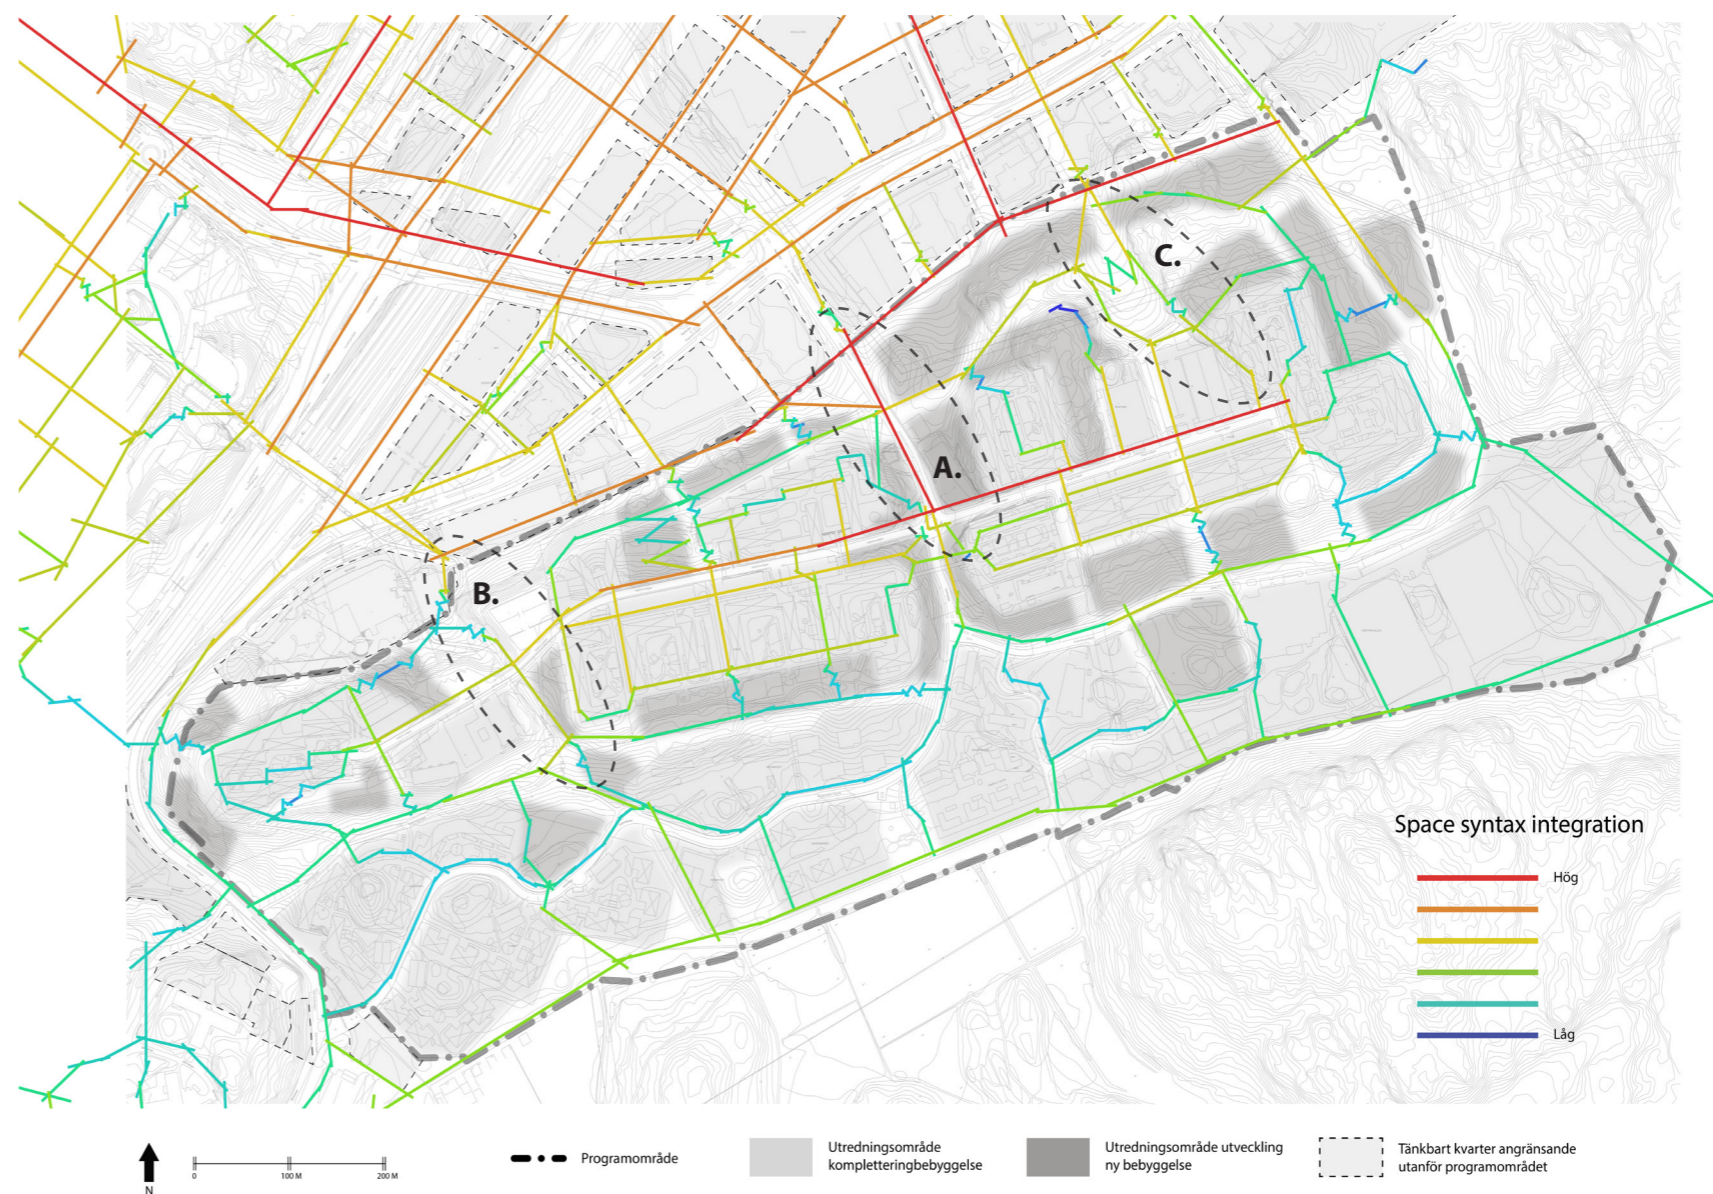 C.
A.
B.
Space syntax integration
Hög
Låg
N
0
100 M
200 M
Programområde
Utredningsområde
kompletteringbebyggelse
Utredningsområde utveckling
ny bebyggelse
Tänkbart kvarter angränsande
utanför programområdet